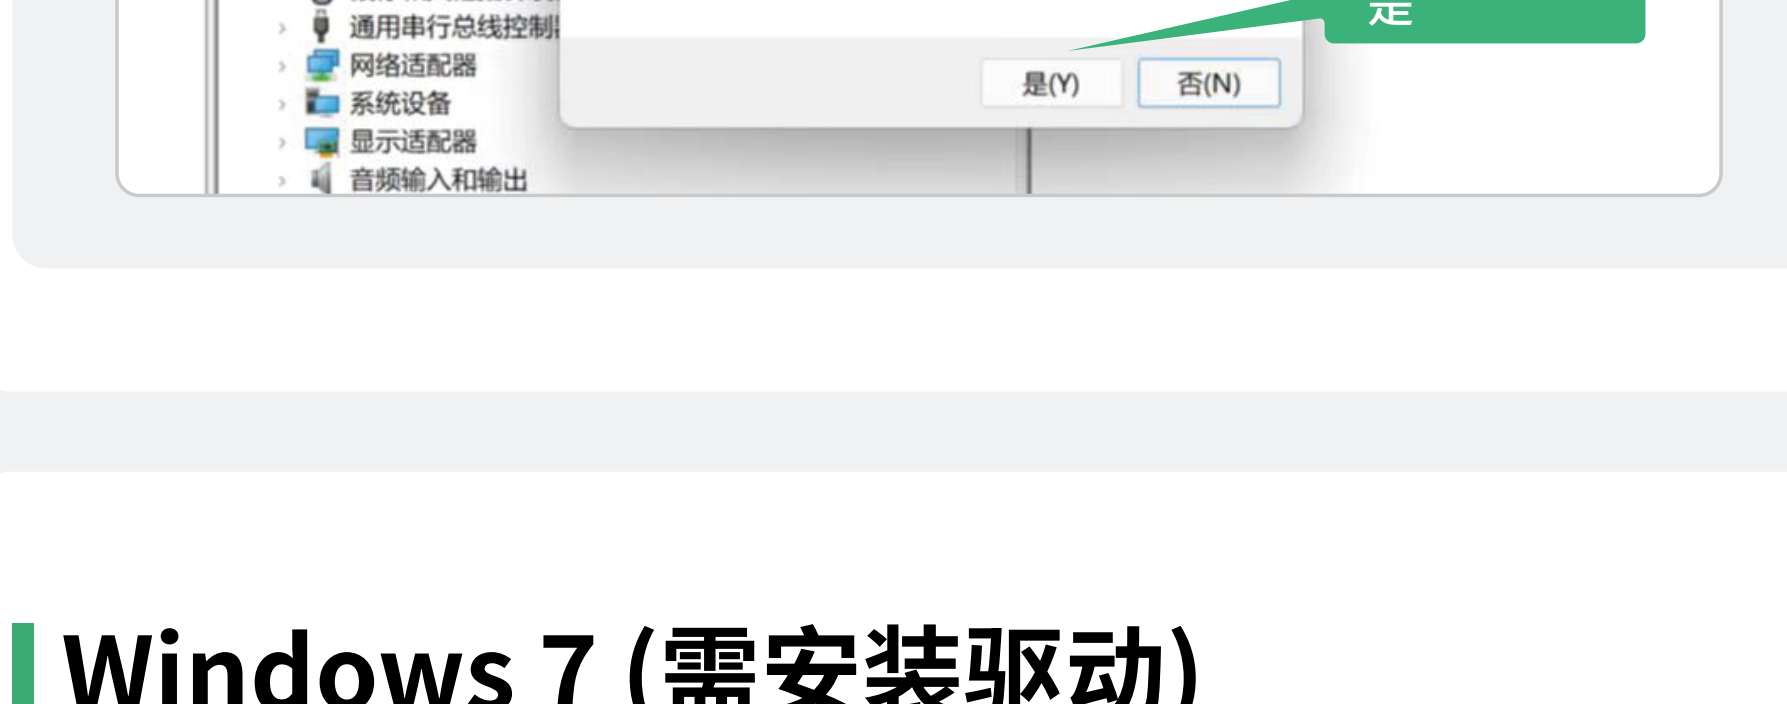 是
通用串行总线控制
网络适配器
是(Y)
否(N)
系统设备
显示适配器
音频输入和输出
Windows 7 (需安装驱动)